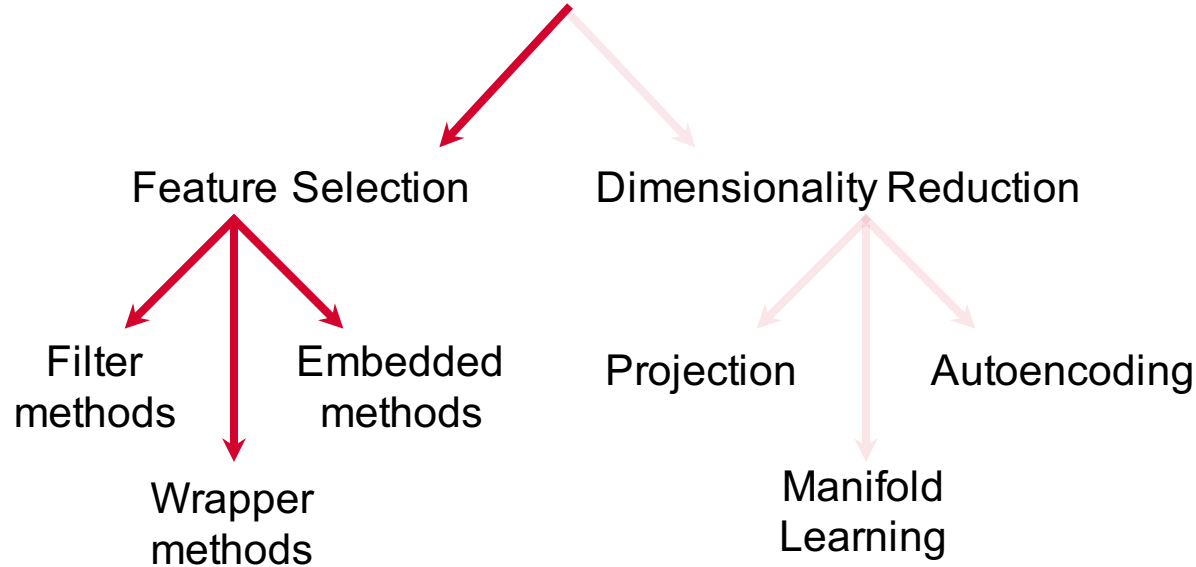 Feature Selection
Dimensionality Reduction
Filter
methods
Embedded
methods
Wrapper
methods
Projection
Autoencoding
Manifold
Learning